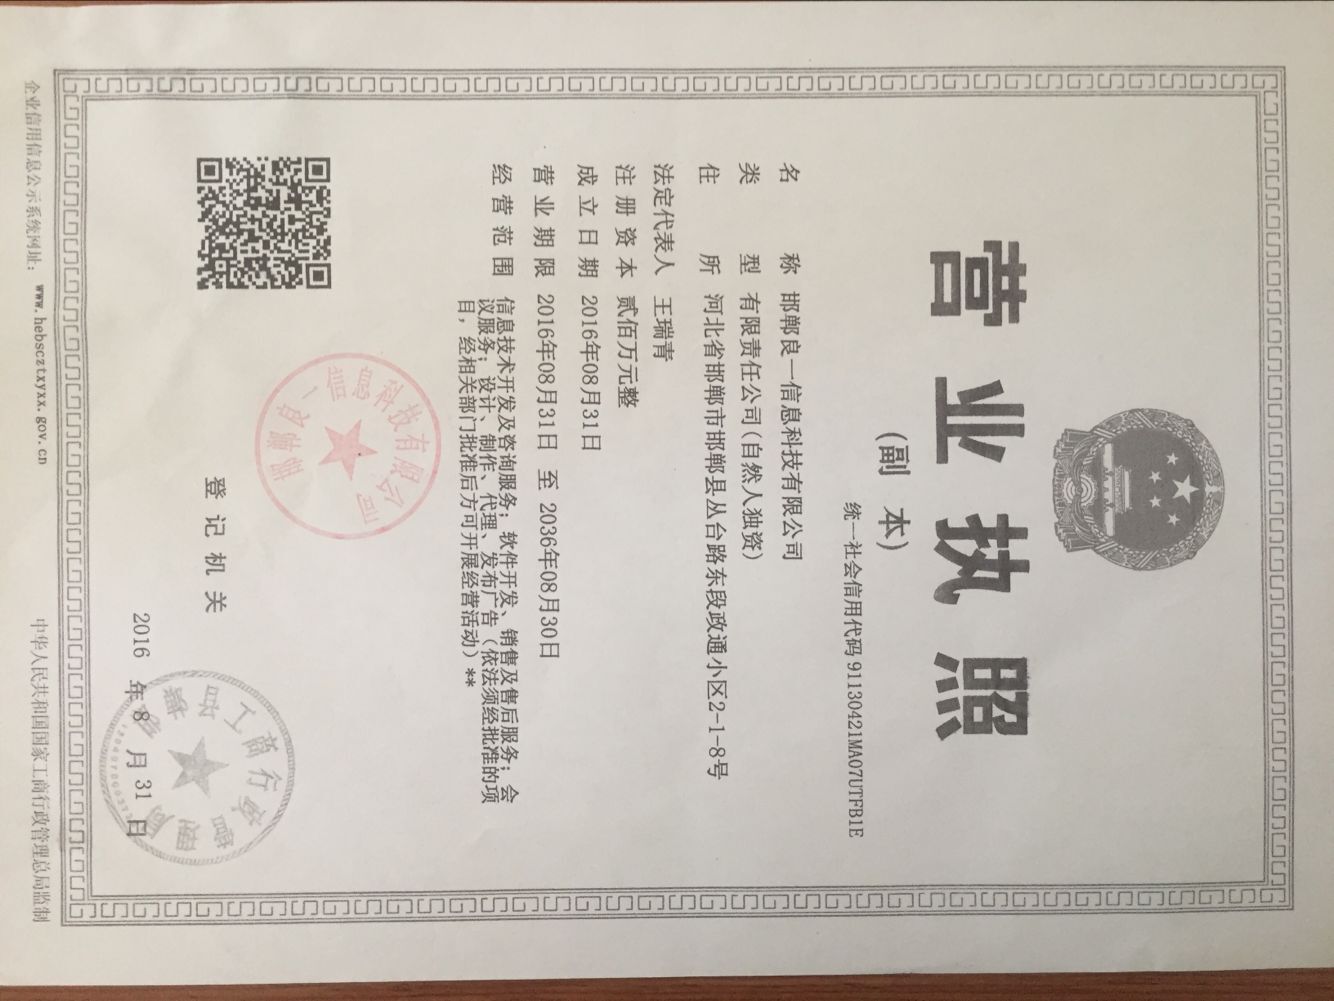 营业执照
(副 本)
统一社会信用代码 91130421MA07UTFB1E
名称 邯郸良一信息科技有限公司
类型 有限责任公司(自然人独资)
住所 河北省邯郸市邯郸县丛台路东段政通小区2-1-8号
法定代表人 王瑞青
注册资本 贰佰万元整
成立日期 2016年08月31日
营业期限 2016年08月31日 至 2036年08月30日
经营范围 信息技术开发及咨询服务；软件开发、销售及售后服务；会
议服务；设计、制作、代理、发布广告（依法须经批准的项
目，经相关部门批准后方可开展经营活动）**
邯郸良一信息科技有限公司
登记机关
2016 年 8 月 31 日
县工商行政管理局
企业信用信息公示系统网址： www.hebscztxyxx.gov.cn
中华人民共和国国家工商行政管理总局监制